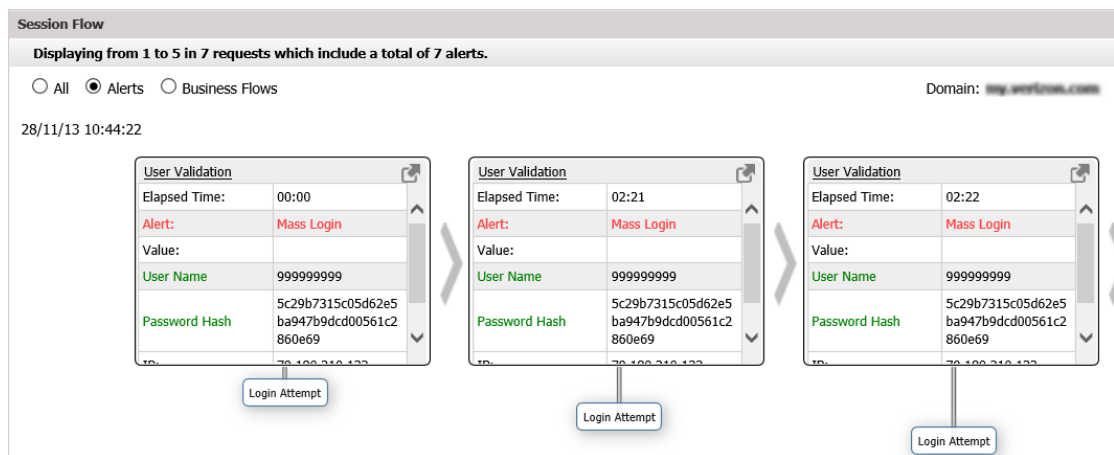 Session Flow
Displaying from 1 to 5 in 7 requests which include a total of 7 alerts.
All Alerts Business Flows Domain: my.verizon.com
28/11/13 10:44:22
User Validation User Validation User Validation
Elapsed Time: 00:00 Elapsed Time: 02:21 Elapsed Time: 02:22
Alert: Mass Login Alert: Mass Login Alert: Mass Login
Value: Value: Value:
User Name 999999999 User Name 999999999 User Name 999999999
5c29b7315c05d62e5 5c29b7315c05d62e5 5c29b7315c05d62e5
Password Hash ba947b9dcd00561c2 Password Hash ba947b9dcd00561c2 Password Hash ba947b9dcd00561c2
860e69 860e69 860e69
Login Attempt
Login Attempt
Login Attempt